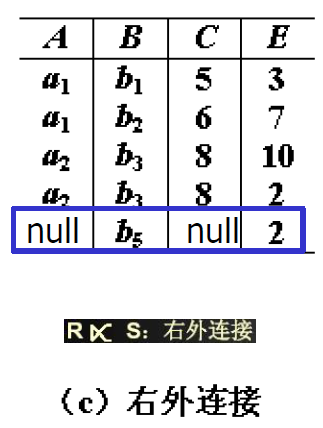 A B C E
a₁ b₁ 5 3
a₁ b₂ 6 7
a₂ b₃ 8 10
a₂ b₃ 8 2
null b₅ null 2
R⋉ S：右外连接
（c）右外连接